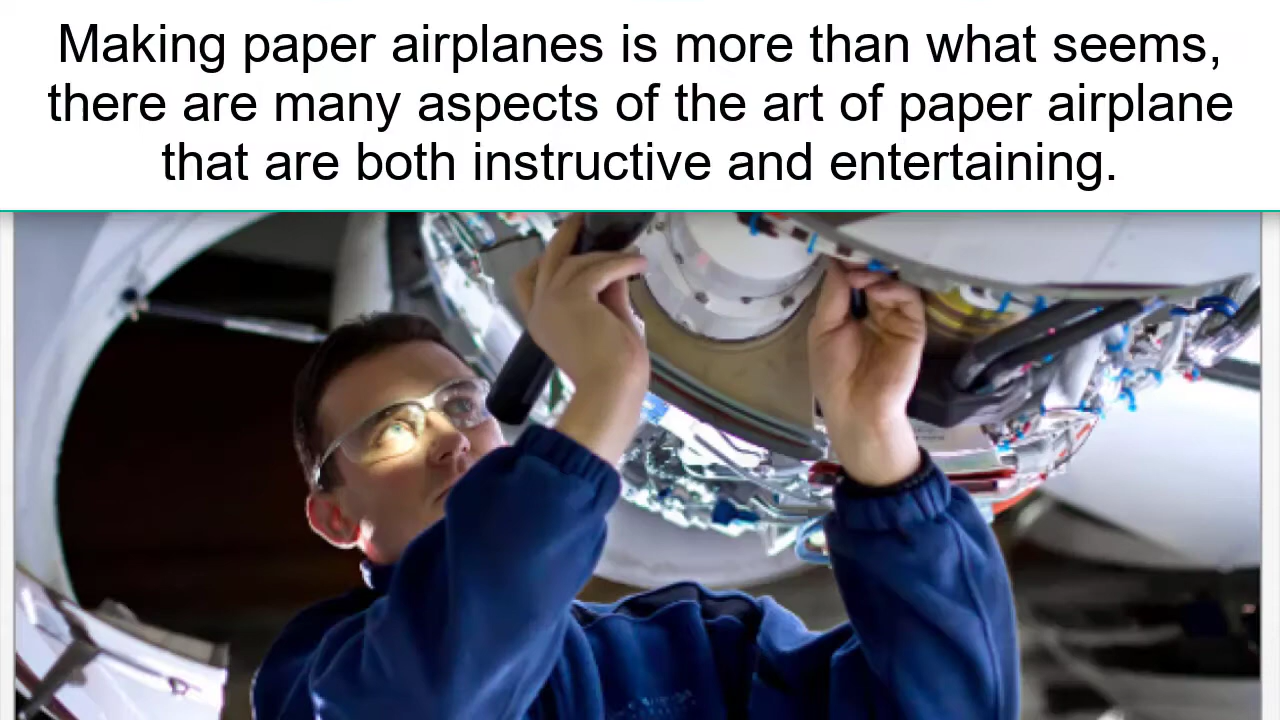 Making paper airplanes is more than what seems,
there are many aspects of the art of paper airplane
that are both instructive and entertaining.